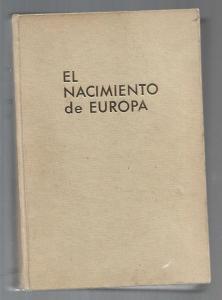 EL
NACIMIENTO
de EUROPA